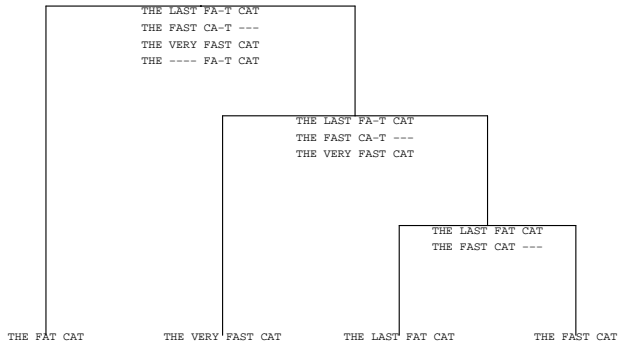 THE LAST FA-T CAT
THE FAST CA-T ---
THE VERY FAST CAT
THE ---- FA-T CAT
THE LAST FA-T CAT
THE FAST CA-T ---
THE VERY FAST CAT
THE LAST FAT CAT
THE FAST CAT ---
THE FAT CAT
THE VERY FAST CAT
THE LAST FAT CAT
THE FAST CAT